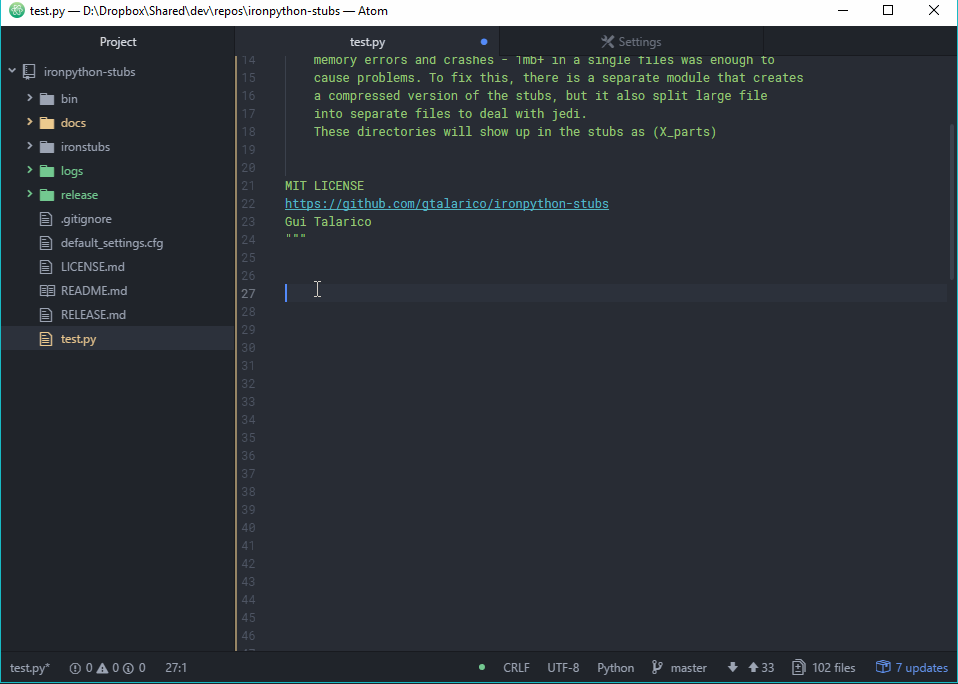 test.py — D:\Dropbox\Shared\dev\repos\ironpython-stubs — Atom
Project
test.py
Settings
ironpython-stubs
bin
docs
ironstubs
logs
release
.gitignore
default_settings.cfg
LICENSE.md
README.md
RELEASE.md
test.py
14 memory errors and crashes - 1mb+ in a single files was enough to
15 cause problems. To fix this, there is a separate module that creates
16 a compressed version of the stubs, but it also split large file
17 into separate files to deal with jedi.
18 These directories will show up in the stubs as (X_parts)
19
20
21 MIT LICENSE
22 https://github.com/gtalarico/ironpython-stubs
23 Gui Talarico
24 """
25
26
27
28
29
30
31
32
33
34
35
36
37
38
39
40
41
42
43
44
45
46
test.py* 0 0 0 27:1 CRLF UTF-8 Python master 33 102 files 7 updates